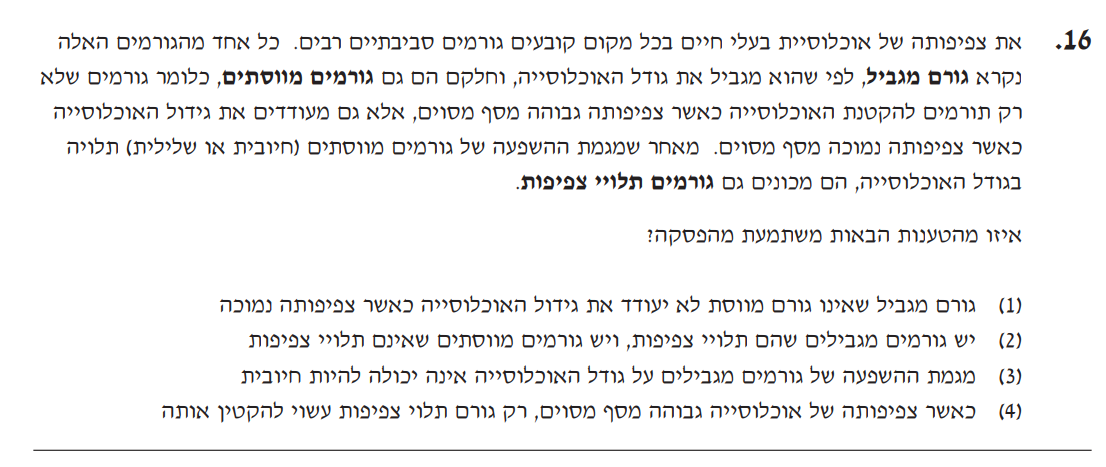 16. את צפיפותה של אוכלוסיית בעלי חיים בכל מקום קובעים גורמים סביבתיים רבים. כל אחד מהגורמים האלה
נקרא גורם מגביל, לפי שהוא מגביל את גודל האוכלוסייה, וחלקם הם גם גורמים מווסתים, כלומר גורמים שלא
רק תורמים להקטנת האוכלוסייה כאשר צפיפותה גבוהה מסף מסוים, אלא גם מעודדים את גידול האוכלוסייה
כאשר צפיפותה נמוכה מסף מסוים. מאחר שמגמת ההשפעה של גורמים מווסתים (חיובית או שלילית) תלויה
בגודל האוכלוסייה, הם מכונים גם גורמים תלויי צפיפות.
איזו מהטענות הבאות משתמעת מהפסקה?
(1) גורם מגביל שאינו גורם מווסת לא יעודד את גידול האוכלוסייה כאשר צפיפותה נמוכה
(2) יש גורמים מגבילים שהם תלויי צפיפות, ויש גורמים מווסתים שאינם תלויי צפיפות
(3) מגמת ההשפעה של גורמים מגבילים על גודל האוכלוסייה אינה יכולה להיות חיובית
(4) כאשר צפיפותה של אוכלוסייה גבוהה מסף מסוים, רק גורם תלוי צפיפות עשוי להקטין אותה